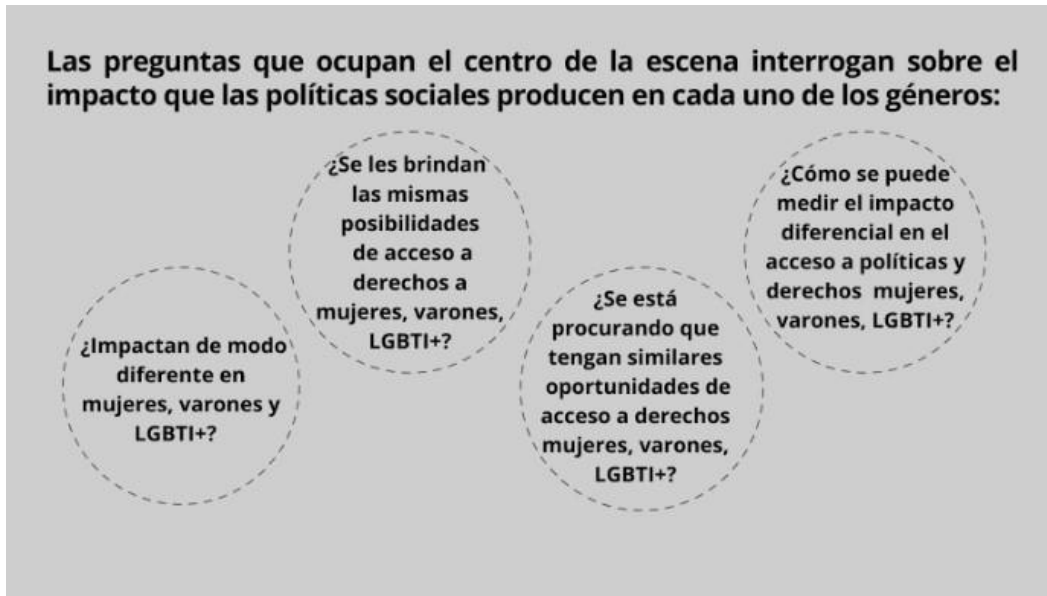 Las preguntas que ocupan el centro de la escena interrogan sobre el
impacto que las políticas sociales producen en cada uno de los géneros:
¿Impactan de modo
diferente en
mujeres, varones y
LGBTI+?
¿Se les brindan
las mismas
posibilidades
de acceso a
derechos a
mujeres, varones,
LGBTI+?
¿Se está
procurando que
tengan similares
oportunidades de
acceso a derechos
mujeres, varones,
LGBTI+?
¿Cómo se puede
medir el impacto
diferencial en el
acceso a políticas y
derechos mujeres,
varones, LGBTI+?